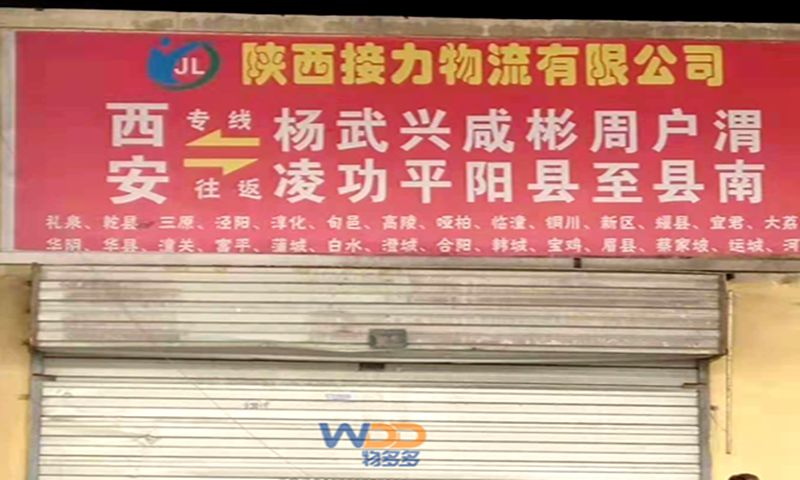 JL 陕西接力物流有限公司
西 专线 杨武兴咸彬周户渭
安 往返 凌功平阳县至县南
礼泉、乾县、三原、泾阳、淳化、旬邑、高陵、哑柏、临潼、铜川、新区、耀县、宜君、大荔
华阴、华县、潼关、富平、蒲城、白水、澄城、合阳、韩城、宝鸡、眉县、蔡家坡、运城、河
WDD
物多多